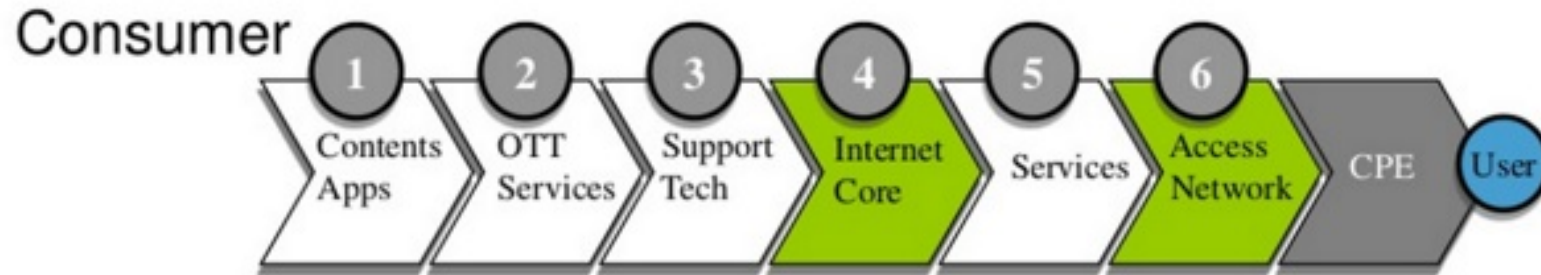 Consumer
1 2 3 4 5 6
Contents
Apps
OTT
Services
Support
Tech
Internet
Core
Services
Access
Network
CPE
User